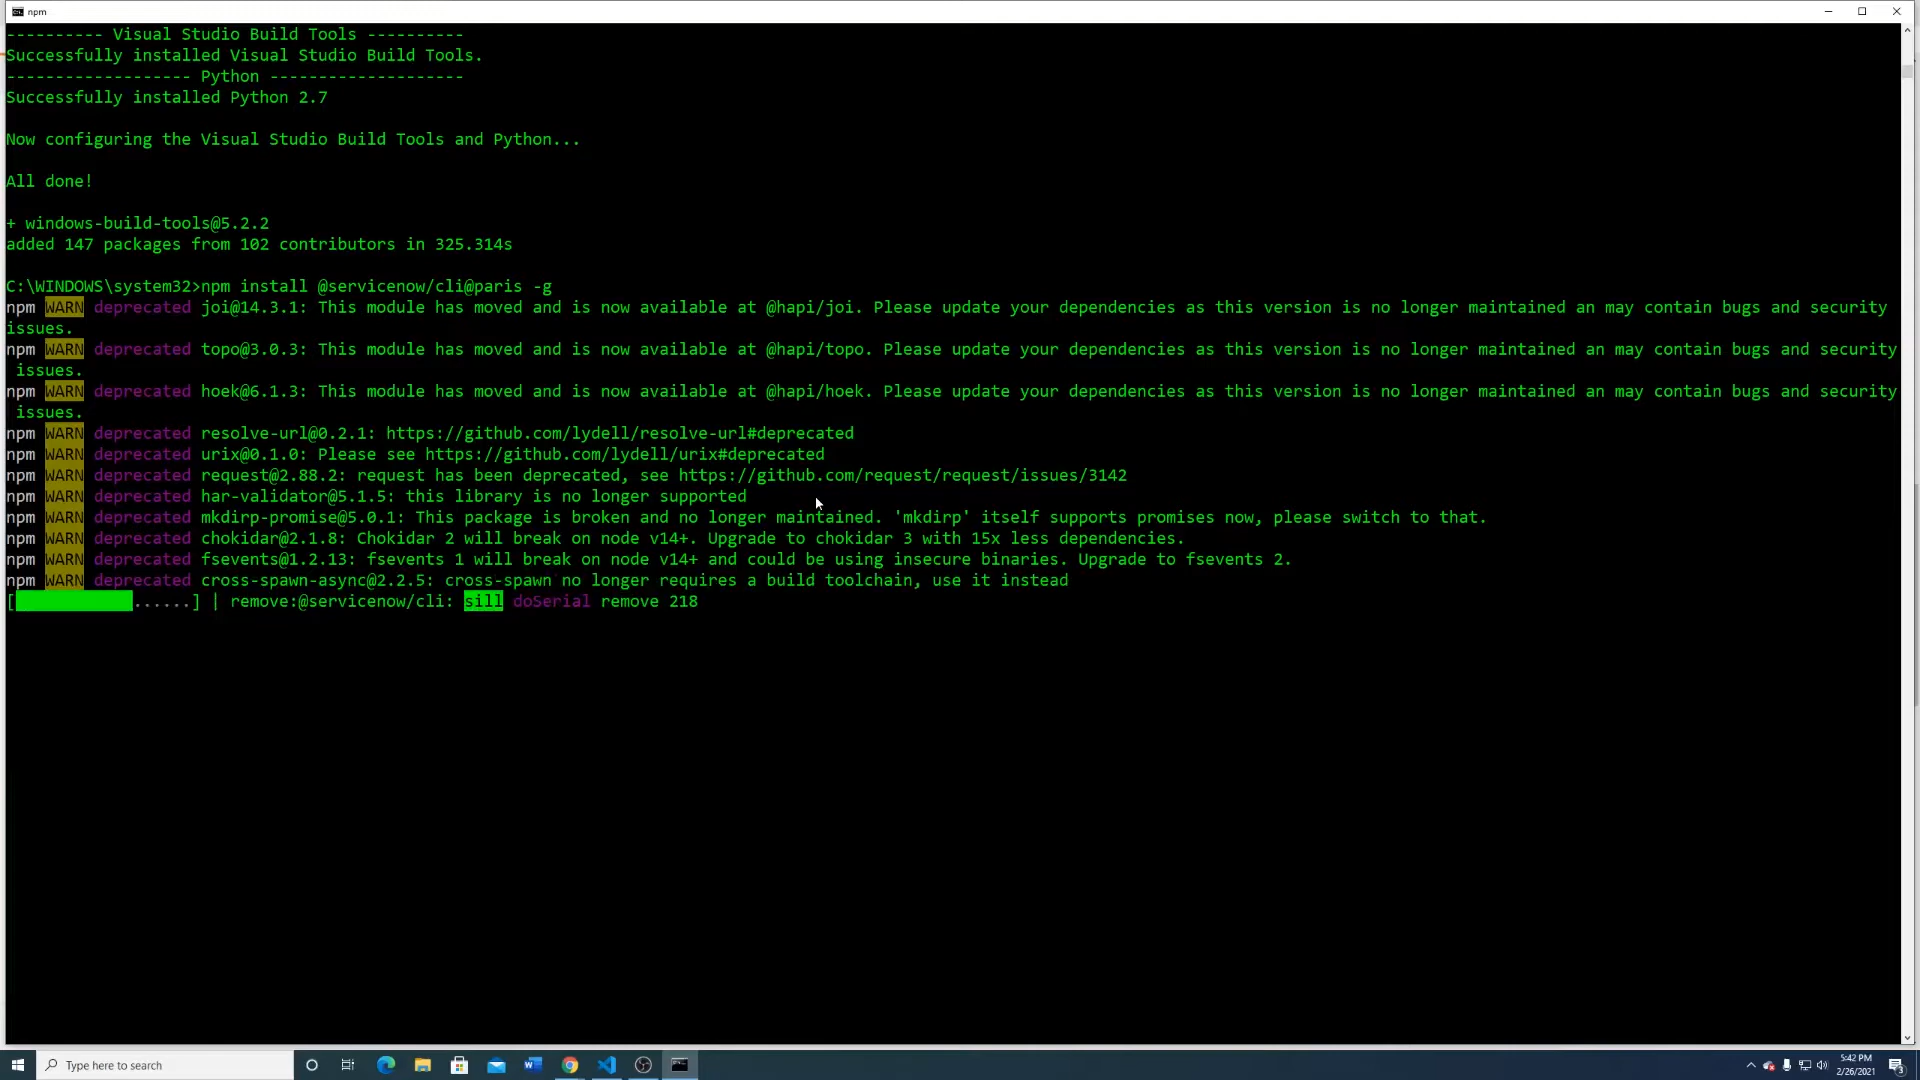 npm
---------- Visual Studio Build Tools ----------
Successfully installed Visual Studio Build Tools.
------------------- Python --------------------
Successfully installed Python 2.7
Now configuring the Visual Studio Build Tools and Python...
All done!
+ windows-build-tools@5.2.2
added 147 packages from 102 contributors in 325.314s
C:\WINDOWS\system32>npm install @servicenow/cli@paris -g
npm WARN deprecated joi@14.3.1: This module has moved and is now available at @hapi/joi. Please update your dependencies as this version is no longer maintained an may contain bugs and security
issues.
npm WARN deprecated topo@3.0.3: This module has moved and is now available at @hapi/topo. Please update your dependencies as this version is no longer maintained an may contain bugs and security
issues.
npm WARN deprecated hoek@6.1.3: This module has moved and is now available at @hapi/hoek. Please update your dependencies as this version is no longer maintained an may contain bugs and security
issues.
npm WARN deprecated resolve-url@0.2.1: https://github.com/lydell/resolve-url#deprecated
npm WARN deprecated urix@0.1.0: Please see https://github.com/lydell/urix#deprecated
npm WARN deprecated request@2.88.2: request has been deprecated, see https://github.com/request/request/issues/3142
npm WARN deprecated har-validator@5.1.5: this library is no longer supported
npm WARN deprecated mkdirp-promise@5.0.1: This package is broken and no longer maintained. 'mkdirp' itself supports promises now, please switch to that.
npm WARN deprecated chokidar@2.1.8: Chokidar 2 will break on node v14+. Upgrade to chokidar 3 with 15x less dependencies.
npm WARN deprecated fsevents@1.2.13: fsevents 1 will break on node v14+ and could be using insecure binaries. Upgrade to fsevents 2.
npm WARN deprecated cross-spawn-async@2.2.5: cross-spawn no longer requires a build toolchain, use it instead
[......] | remove:@servicenow/cli: sill doSerial remove 218
Type here to search
5:42 PM
2/26/2021
3